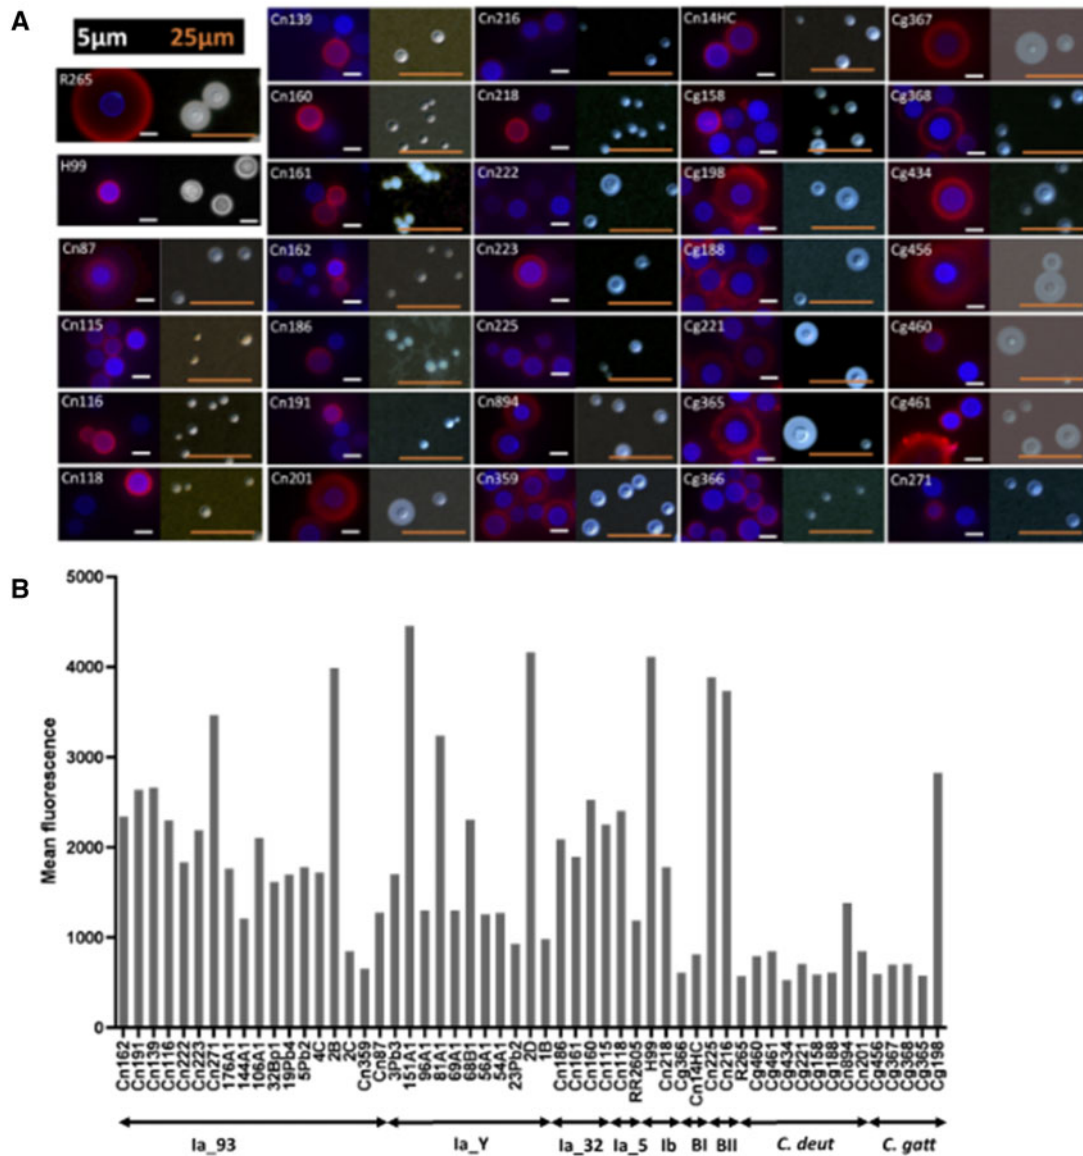 A
5μm 25μm
Cn139 Cn216 Cn14HC Cg367
R265 Cn160 Cn218 Cg158 Cg368
H99 Cn161 Cn222 Cg198 Cg434
Cn87 Cn162 Cn223 Cg188 Cg456
Cn115 Cn186 Cn225 Cg221 Cg460
Cn116 Cn191 Cn894 Cg365 Cg461
Cn118 Cn201 Cn359 Cg366 Cn271
B
Mean fluorescence
5000
4000
3000
2000
1000
0
Cn162 Cn191 Cn139 Cn116 Cn222 Cn223 Cn271 176A1 144A1 106A1 32Bp1 19Pb4 5Pb2 4C 2B 2C Cn359 Cn87 3Pb3 151A1 96A1 81A1 69A1 68B1 56A1 54A1 23Pb2 2D 1B Cn186 Cn161 Cn160 Cn115 Cn118 RR2605 H99 Cn218 Cg366 Cn14HC Cn225 Cn216 R265 Cg460 Cg461 Cg434 Cg221 Cg158 Cg188 Cn894 Cn201 Cg456 Cg367 Cg368 Cg365 Cg198
Ia_93 Ia_Y Ia_32 Ia_5 Ib BI BII C. deut C. gatt